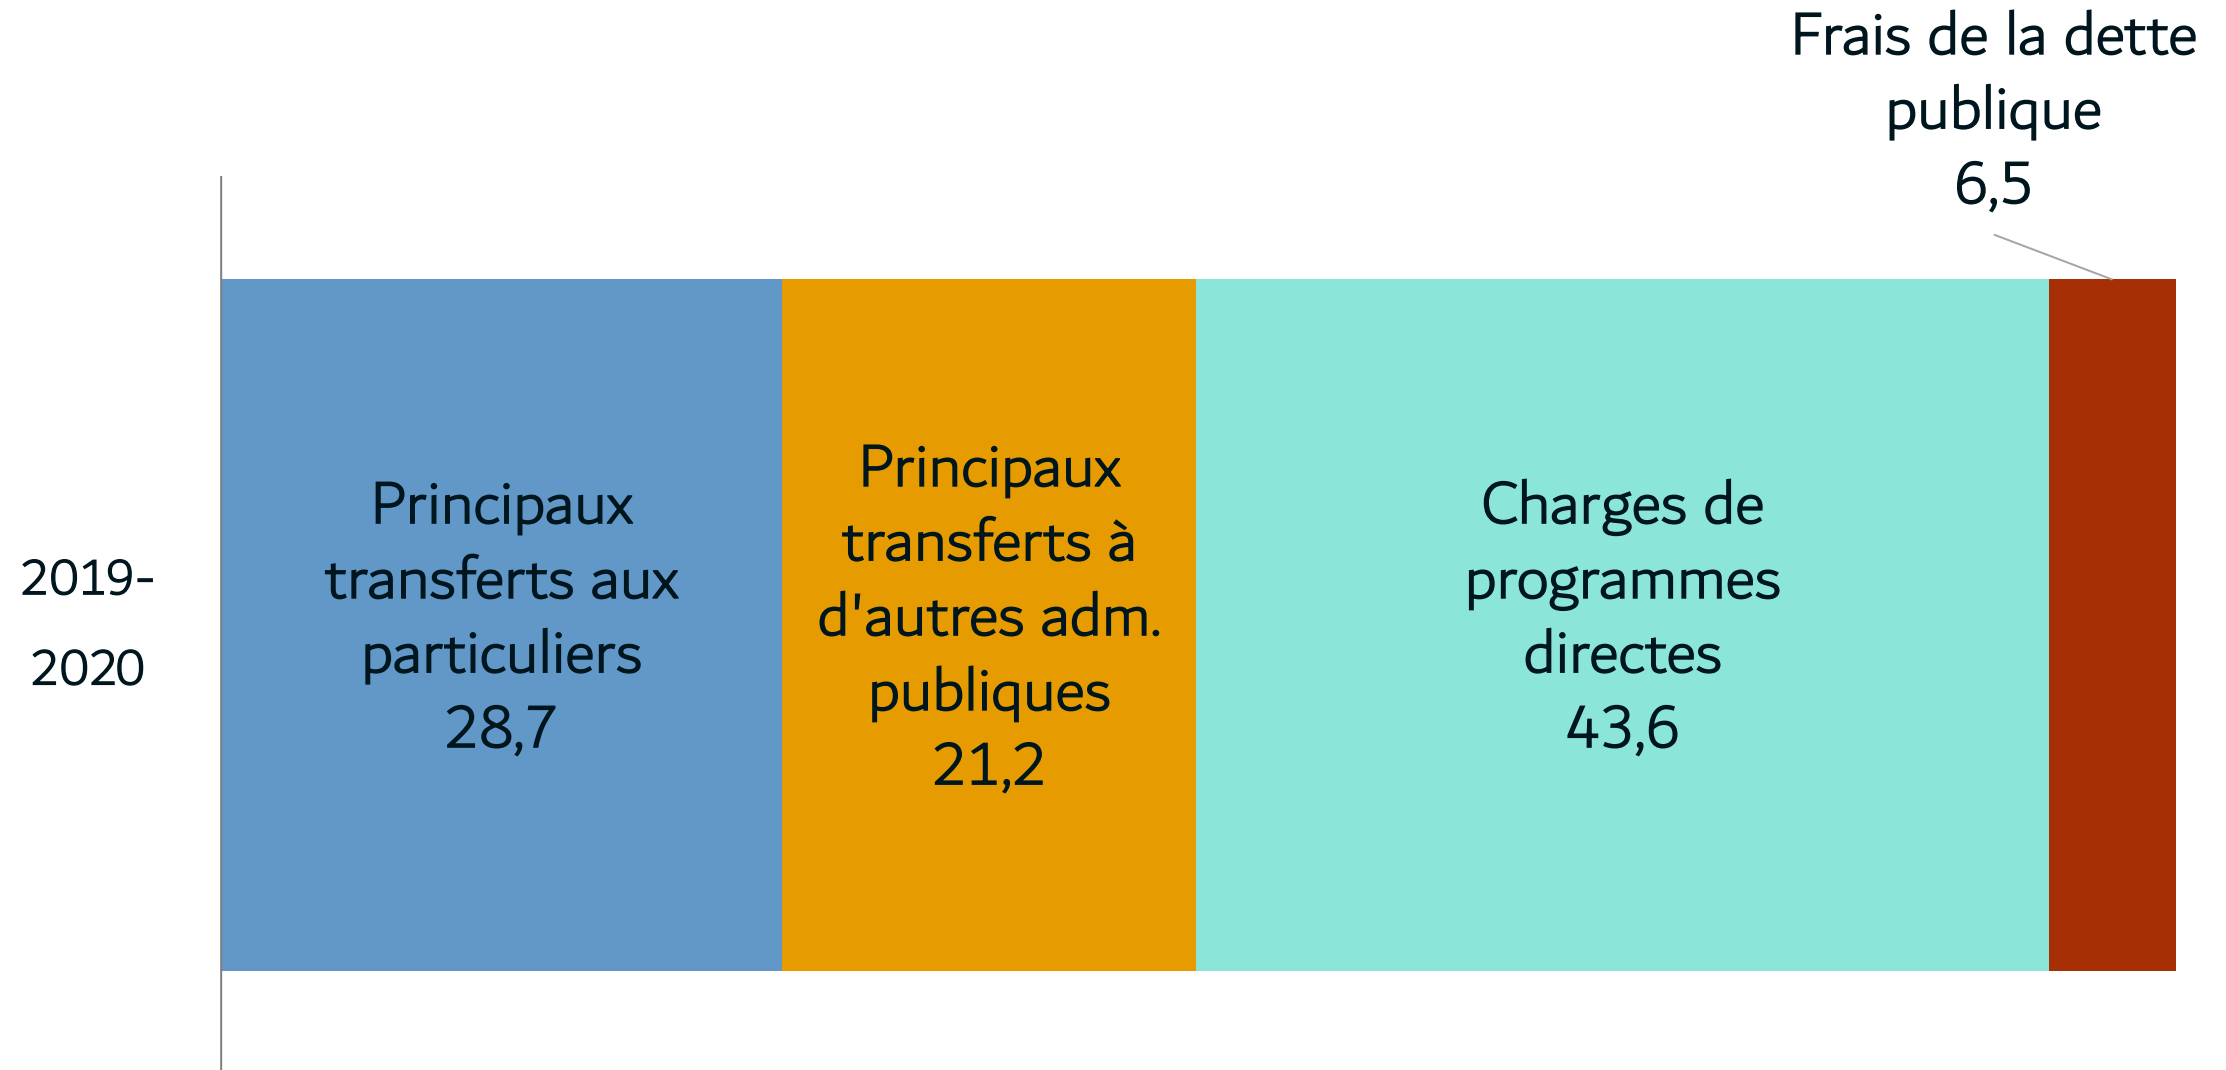 Frais de la dette
publique
6,5
2019-
2020
Principaux
transferts aux
particuliers
28,7
Principaux
transferts à
d'autres adm.
publiques
21,2
Charges de
programmes
directes
43,6